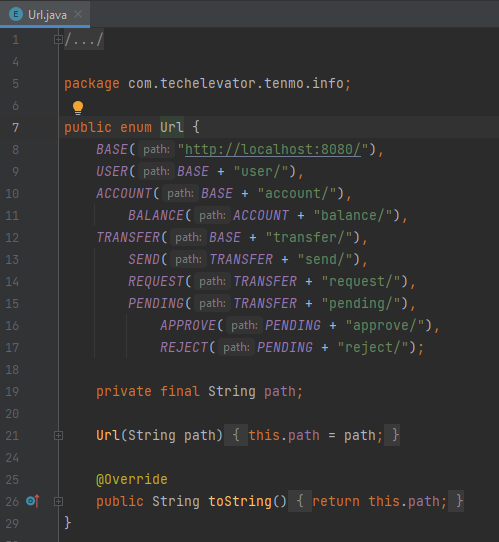 E Url.java ×
1 /.../
4
5 package com.techelevator.tenmo.info;
6
7 public enum Url {
8 BASE( path: "http://localhost:8080/"),
9 USER( path: BASE + "user/"),
10 ACCOUNT( path: BASE + "account/"),
11 BALANCE( path: ACCOUNT + "balance/"),
12 TRANSFER( path: BASE + "transfer/"),
13 SEND( path: TRANSFER + "send/"),
14 REQUEST( path: TRANSFER + "request/"),
15 PENDING( path: TRANSFER + "pending/"),
16 APPROVE( path: PENDING + "approve/"),
17 REJECT( path: PENDING + "reject/");
18
19 private final String path;
20
21 Url(String path) { this.path = path; }
24
25 @Override
26 public String toString() { return this.path; }
29 }